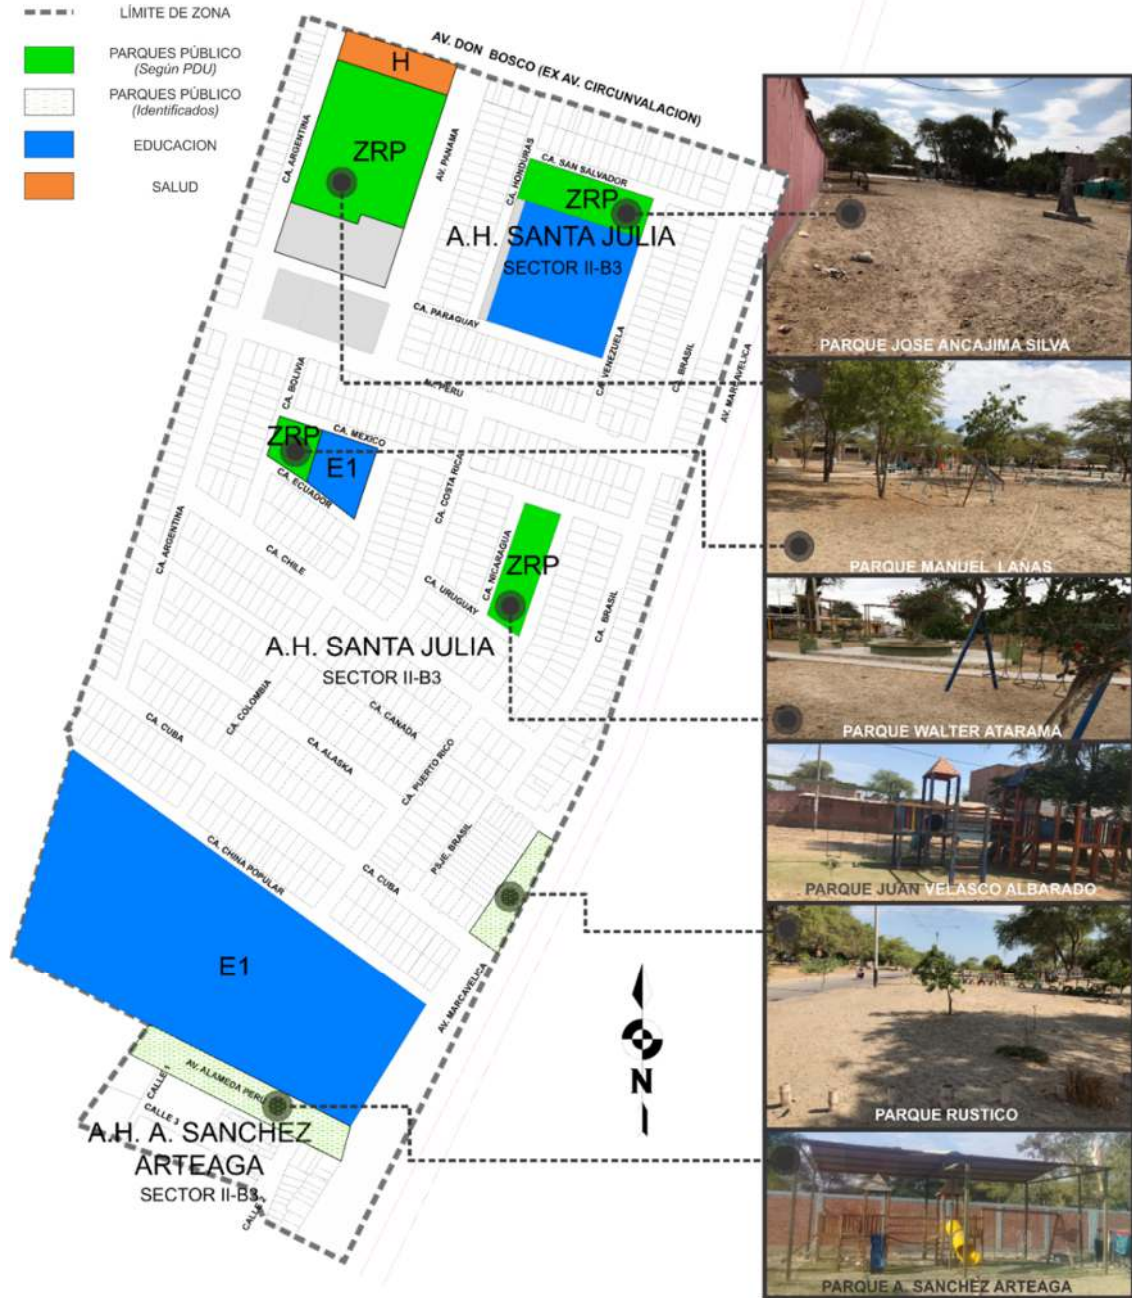 LÍMITE DE ZONA
PARQUES PÚBLICO
(Según PDU)
PARQUES PÚBLICO
(Identificados)
EDUCACION
SALUD
AV. DON BOSCO (EX AV. CIRCUNVALACION)
H
CA. ARGENTINA
ZRP
AV. PANAMA
CA. HONDURAS
CA. SAN SALVADOR
ZRP
A.H. SANTA JULIA
SECTOR II-B3
CA. PARAGUAY
CA. VENEZUELA
CA. BRASIL
AV. MARCAVELICA
CA. BOLIVIA
AV. PERU
CA. MEXICO
ZRP
E1
CA. ECUADOR
CA. COSTA RICA
CA. ARGENTINA
CA. CHILE
CA. NICARAGUA
ZRP
CA. URUGUAY
CA. BRASIL
A.H. SANTA JULIA
SECTOR II-B3
CA. COLOMBIA
CA. CUBA
CA. CANADA
CA. ALASKA
CA. PUERTO RICO
PSJE. BRASIL
CA. CHINA POPULAR
CA. CUBA
E1
AV. MARCAVELICA
AV. ALAMEDA PERU
CALLE 1
CALLE 3
A.H. A. SANCHEZ
ARTEAGA
SECTOR II-B3
CALLE 2
N
PARQUE JOSE ANCAJIMA SILVA
PARQUE MANUEL LAÑAS
PARQUE WALTER ATARAMA
PARQUE JUAN VELASCO ALBARADO
PARQUE RUSTICO
PARQUE A. SANCHEZ ARTEAGA